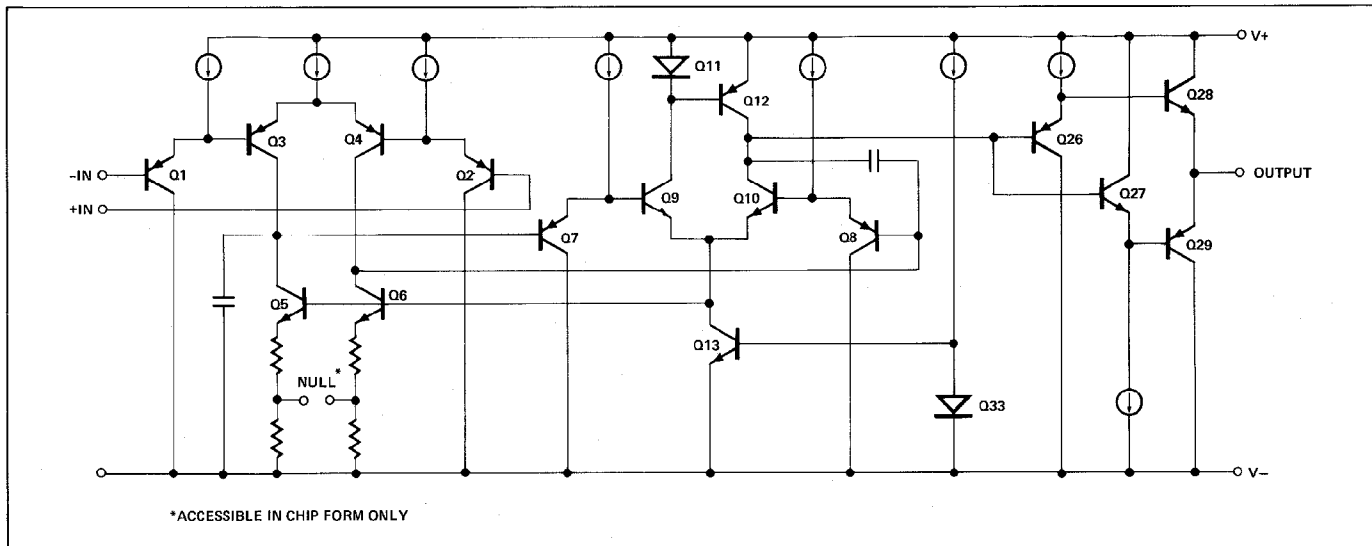 V+
Q11
Q12
Q28
Q3
Q4
Q26
-IN
Q1
Q2
Q9
Q10
Q27
OUTPUT
+IN
Q7
Q8
Q29
Q5
Q6
Q13
NULL*
Q33
V-
*ACCESSIBLE IN CHIP FORM ONLY